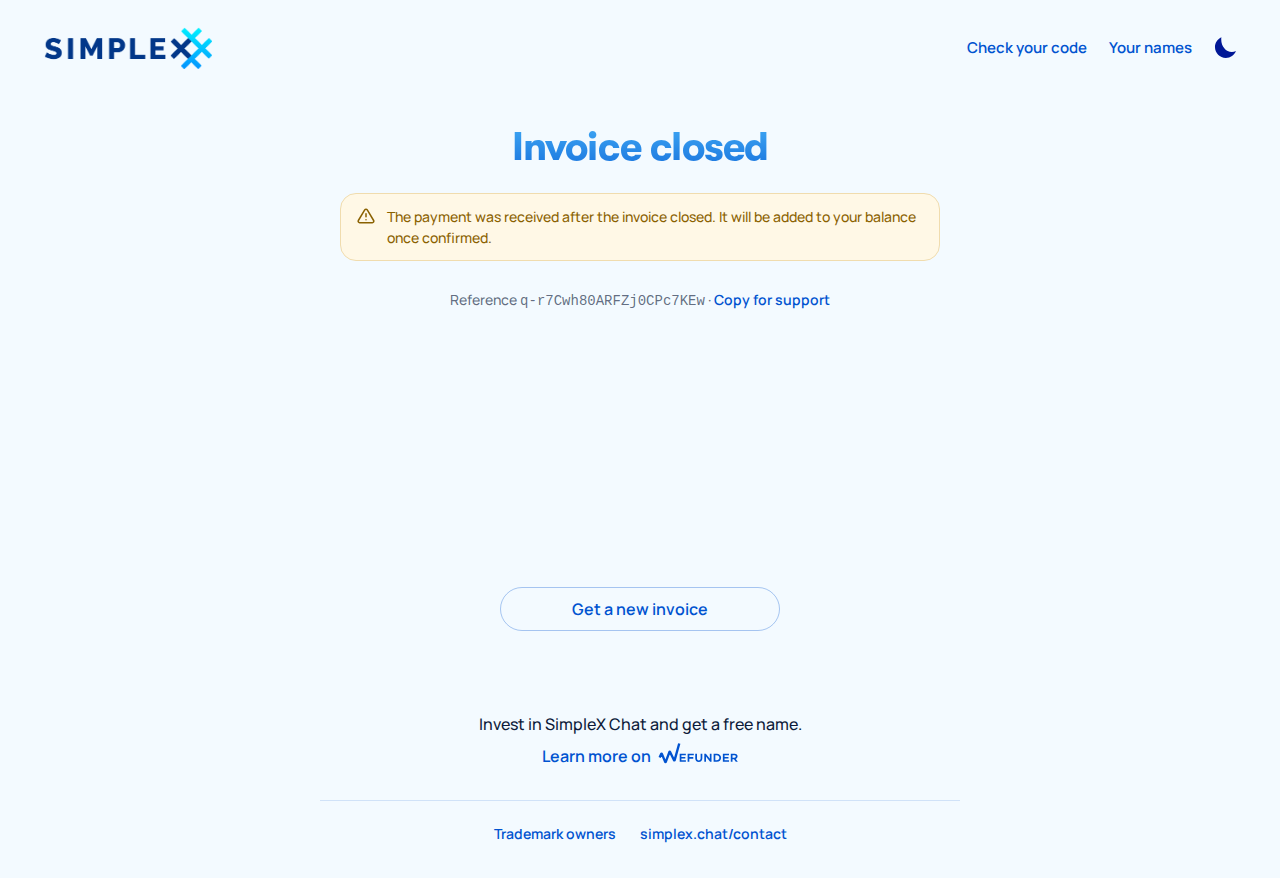 SIMPLEX
Check your code
Your names
Invoice closed
The payment was received after the invoice closed. It will be added to your balance
once confirmed.
Reference q-r7Cwh80ARFZj0CPc7KEw · Copy for support
Get a new invoice
Invest in SimpleX Chat and get a free name.
Learn more on WEFUNDER
Trademark owners
simplex.chat/contact